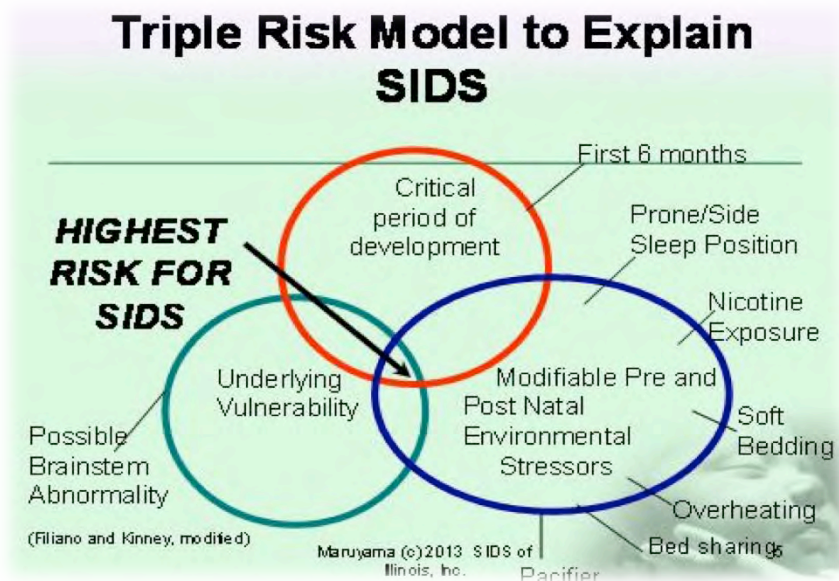 Triple Risk Model to Explain
SIDS
First 6 months
Critical
period of
development
Prone/Side
Sleep Position
HIGHEST
RISK FOR
SIDS
Nicotine
Exposure
Underlying
Vulnerability
Modifiable Pre and
Post Natal
Environmental
Stressors
Soft
Bedding
Possible
Brainstem
Abnormality
Overheating
(Filiano and Kinney, modified)
Maruyama (c) 2013 SIDS of
Illinois, Inc.
Bed sharing
Pacifier